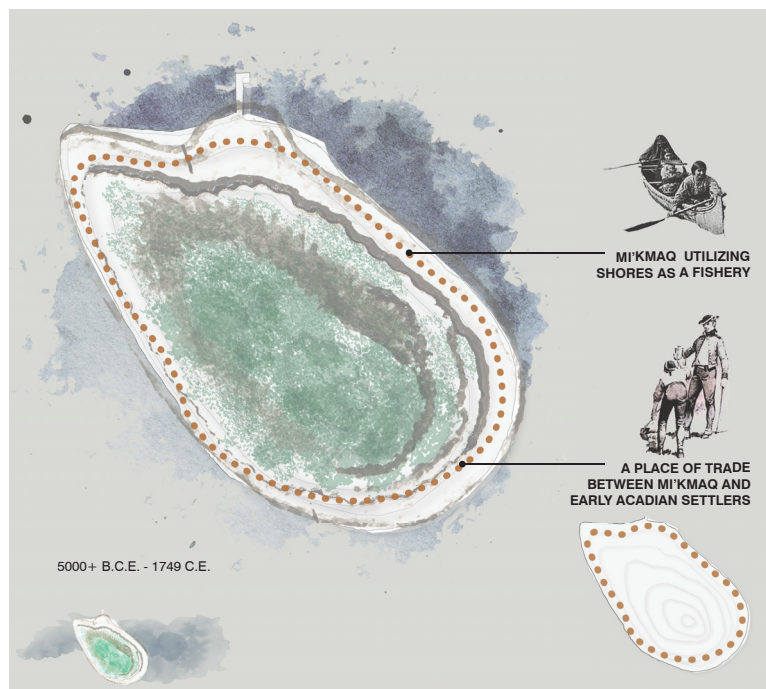 MI'KMAQ UTILIZING
SHORES AS A FISHERY
A PLACE OF TRADE
BETWEEN MI'KMAQ AND
EARLY ACADIAN SETTLERS
5000+ B.C.E. - 1749 C.E.